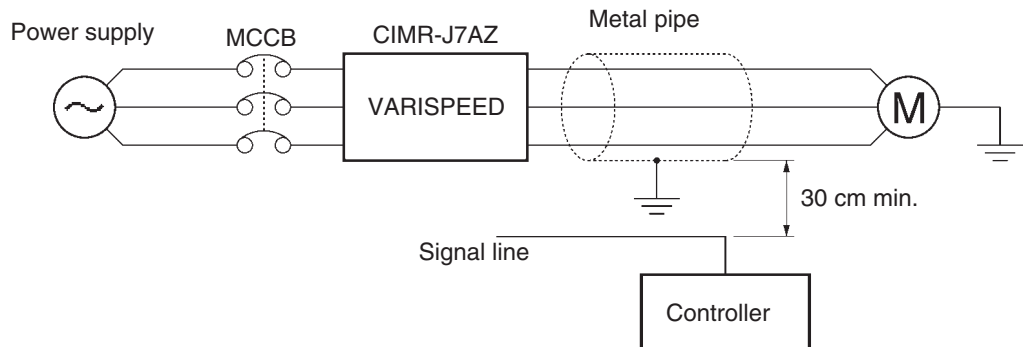 Power supply
MCCB
CIMR-J7AZ
Metal pipe
VARISPEED
M
30 cm min.
Signal line
Controller